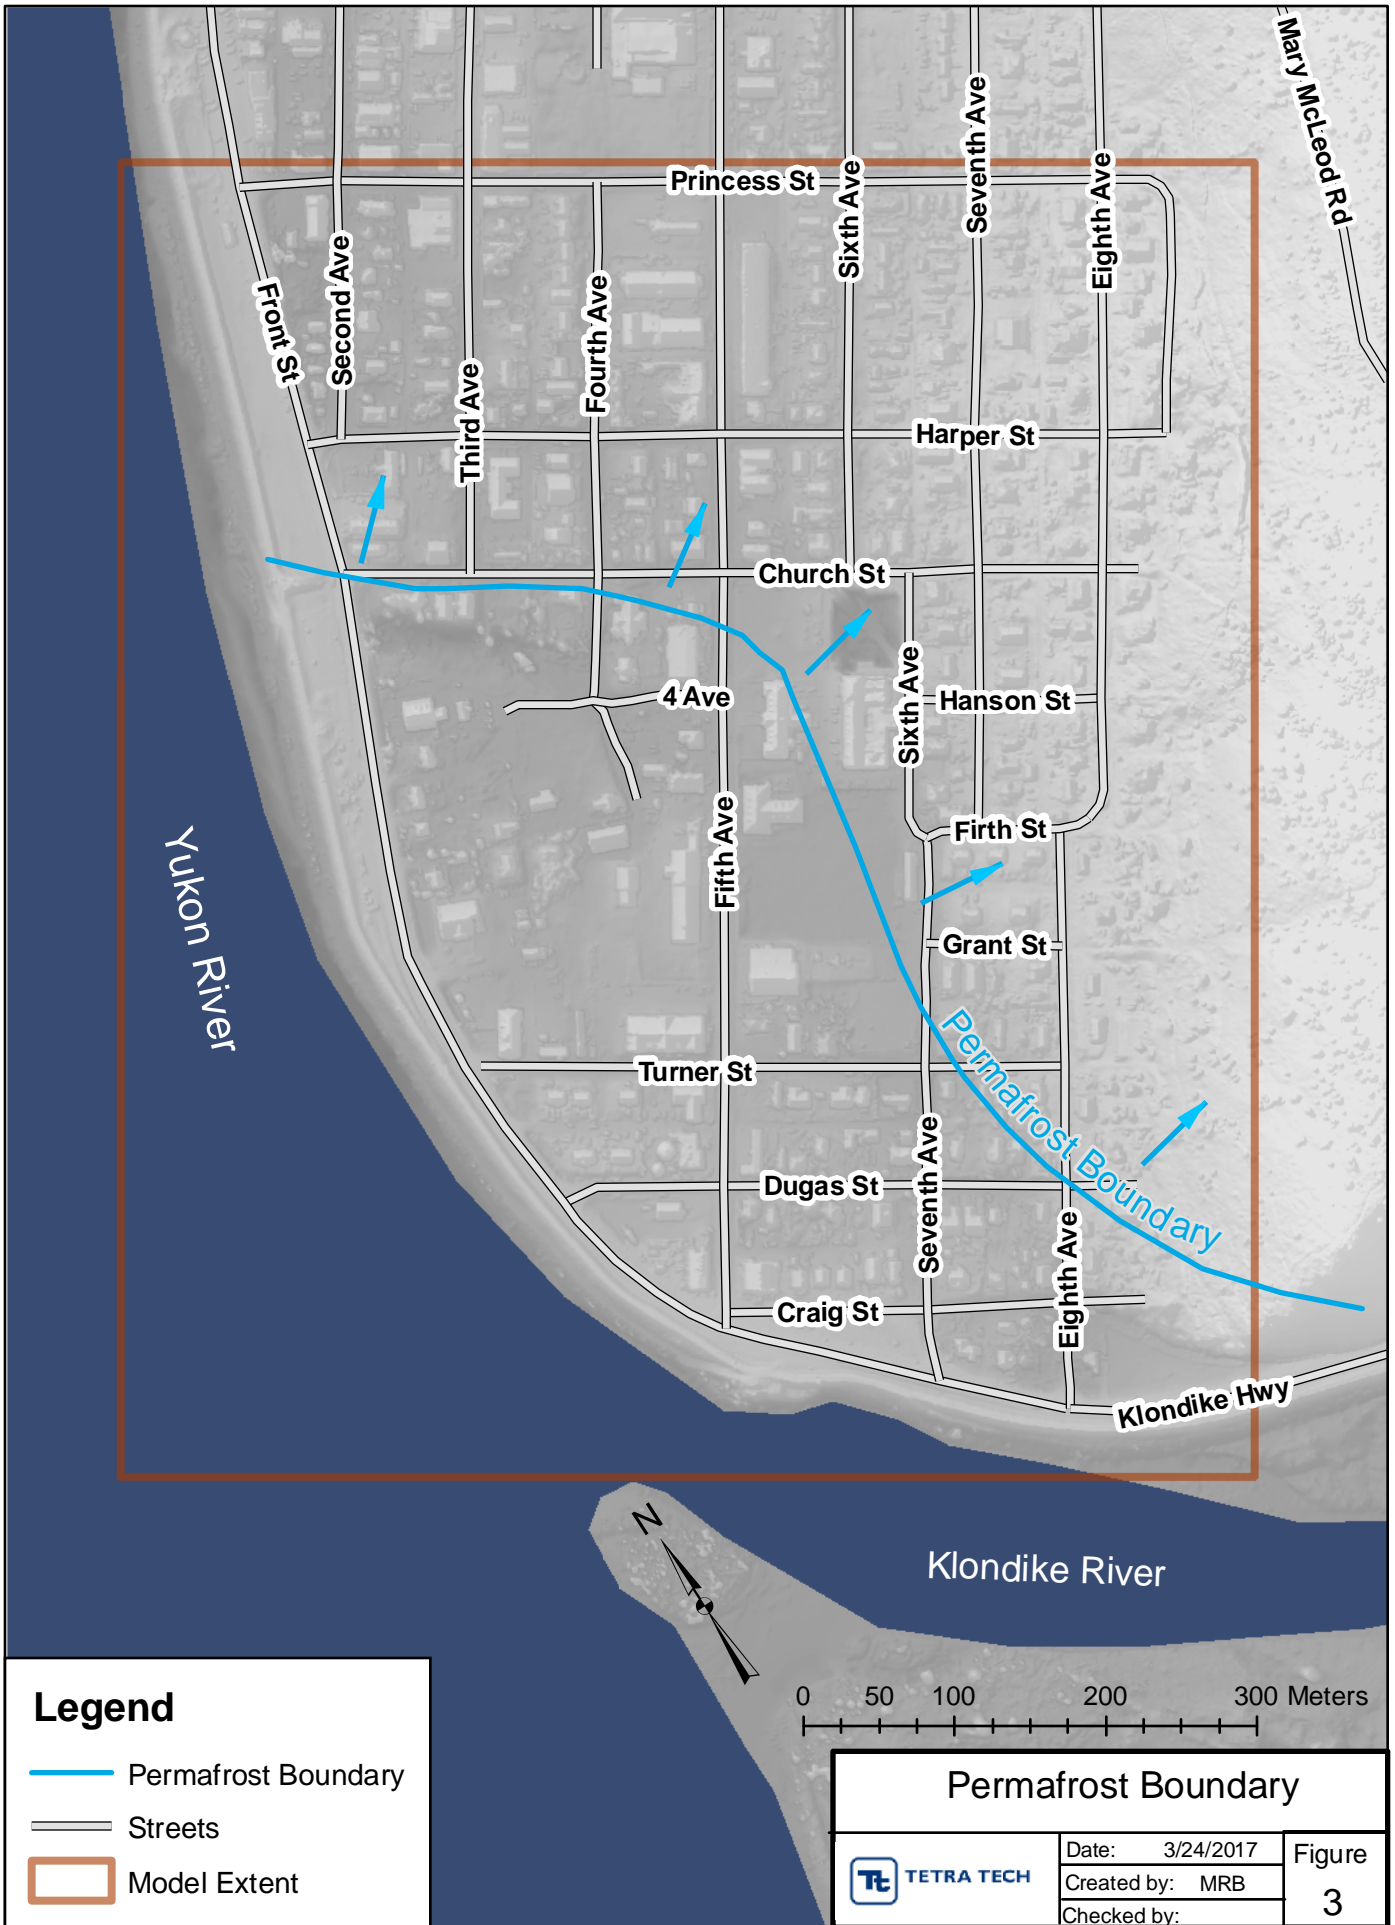 Mary McLeod Rd
Seventh Ave
Princess St
Sixth Ave
Eighth Ave
Second Ave
Front St
Fourth Ave
Third Ave
Harper St
Church St
Sixth Ave
4 Ave
Hanson St
Fifth Ave
Firth St
Yukon River
Grant St
Permafrost Boundary
Turner St
Seventh Ave
Dugas St
Eighth Ave
Craig St
Klondike Hwy
N
Klondike River
0 50 100 200 300 Meters
Legend
Permafrost Boundary
Streets
Model Extent
Permafrost Boundary
Tt TETRA TECH
Date: 3/24/2017
Created by: MRB
Checked by:
Figure
3